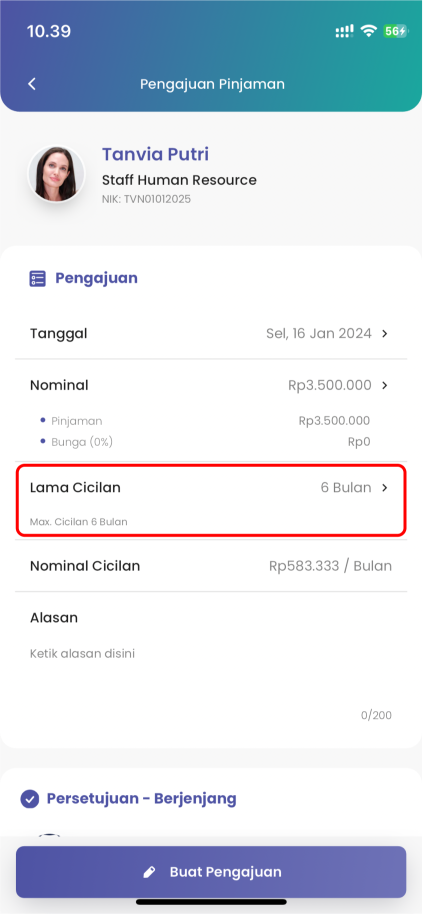 10.39
56
Pengajuan Pinjaman
Tanvia Putri
Staff Human Resource
NIK: TVN01012025
Pengajuan
Tanggal Sel, 16 Jan 2024
Nominal Rp3.500.000
Pinjaman Rp3.500.000
Bunga (0%) Rp0
Lama Cicilan 6 Bulan
Max. Cicilan 6 Bulan
Nominal Cicilan Rp583.333 / Bulan
Alasan
Ketik alasan disini
0/200
Persetujuan - Berjenjang
Buat Pengajuan